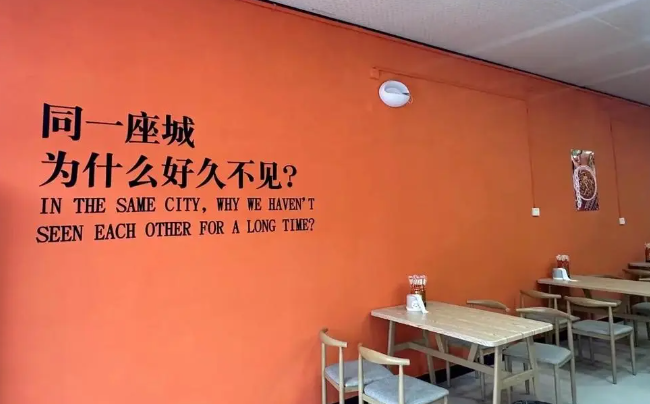 同一座城
为什么好久不见?
IN THE SAME CITY, WHY WE HAVEN'T
SEEN EACH OTHER FOR A LONG TIME?